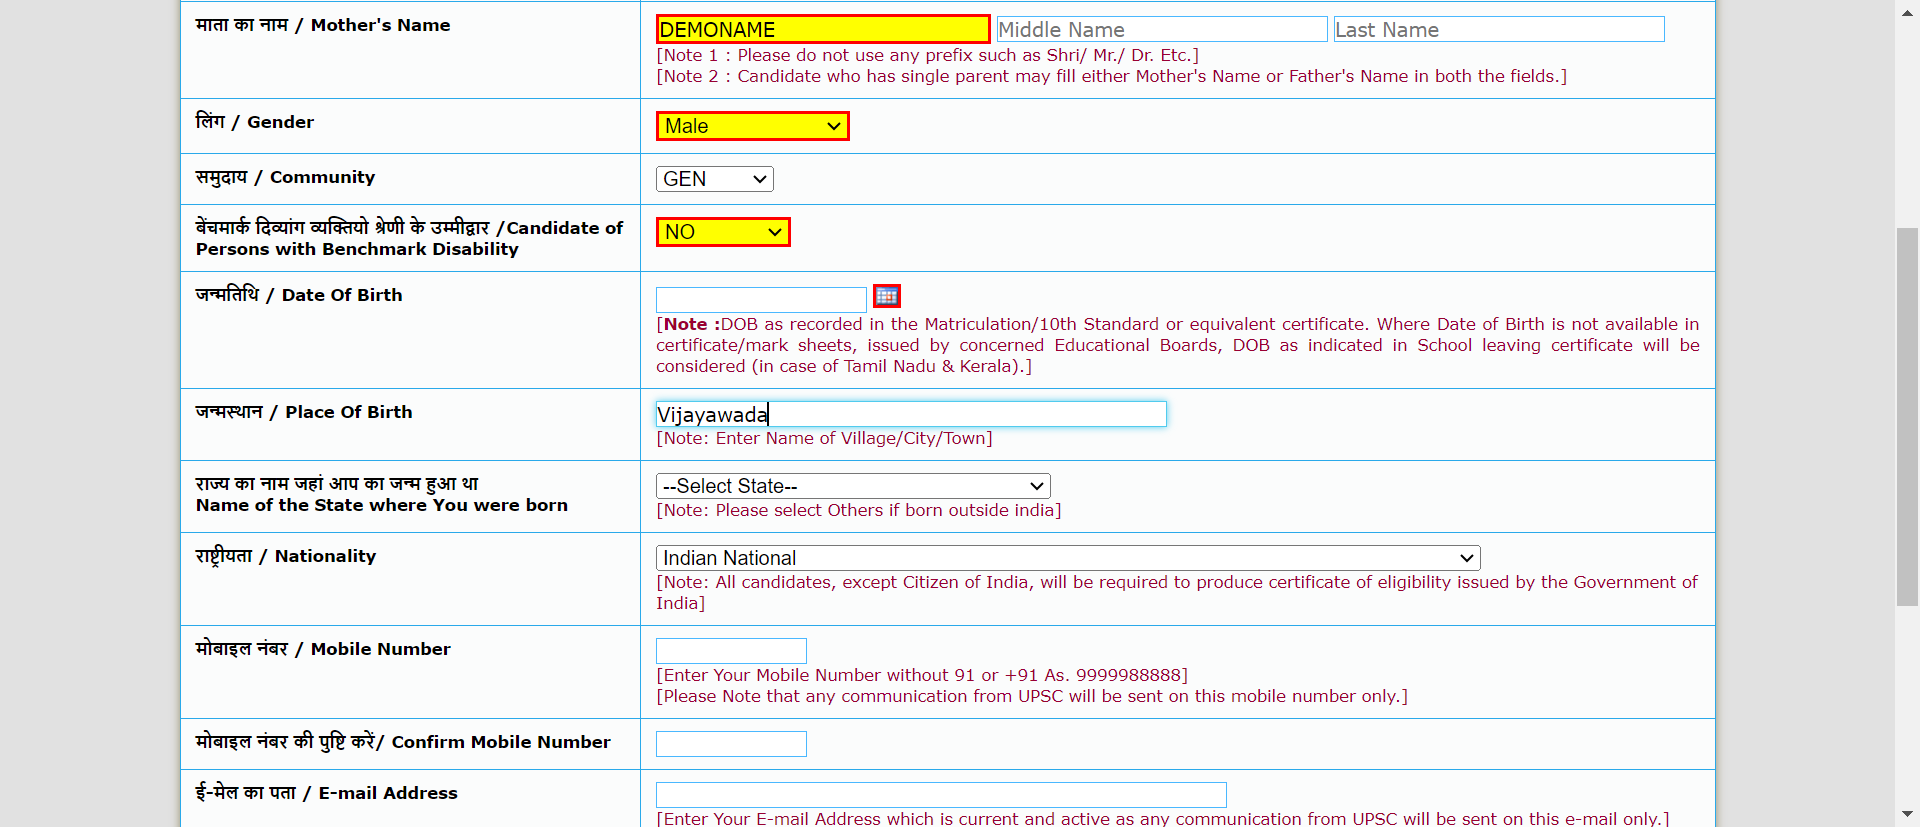 माता का नाम / Mother's Name
DEMONAME Middle Name Last Name
[Note 1 : Please do not use any prefix such as Shri/ Mr./ Dr. Etc.]
[Note 2 : Candidate who has single parent may fill either Mother's Name or Father's Name in both the fields.]
लिंग / Gender
Male
समुदाय / Community
GEN
बेंचमार्क दिव्यांग व्यक्तियो श्रेणी के उम्मीद्वार /Candidate of
Persons with Benchmark Disability
NO
जन्मतिथि / Date Of Birth
[Note :DOB as recorded in the Matriculation/10th Standard or equivalent certificate. Where Date of Birth is not available in
certificate/mark sheets, issued by concerned Educational Boards, DOB as indicated in School leaving certificate will be
considered (in case of Tamil Nadu & Kerala).]
जन्मस्थान / Place Of Birth
Vijayawada
[Note: Enter Name of Village/City/Town]
राज्य का नाम जहां आप का जन्म हुआ था
Name of the State where You were born
--Select State--
[Note: Please select Others if born outside india]
राष्ट्रीयता / Nationality
Indian National
[Note: All candidates, except Citizen of India, will be required to produce certificate of eligibility issued by the Government of
India]
मोबाइल नंबर / Mobile Number
[Enter Your Mobile Number without 91 or +91 As. 9999988888]
[Please Note that any communication from UPSC will be sent on this mobile number only.]
मोबाइल नंबर की पुष्टि करें/ Confirm Mobile Number
ई-मेल का पता / E-mail Address
[Enter Your E-mail Address which is current and active as any communication from UPSC will be sent on this e-mail only.]